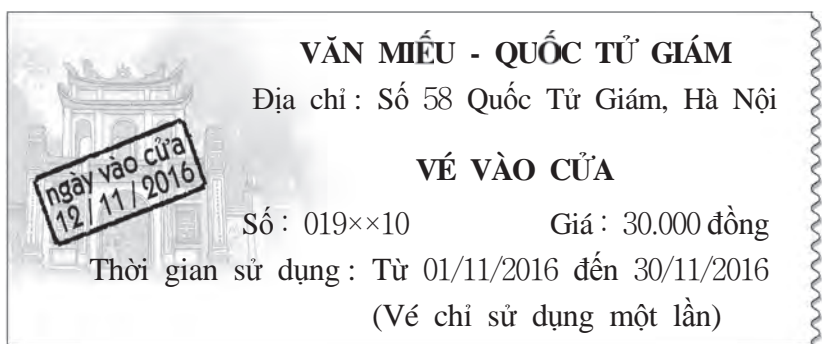 VĂN MIẾU - QUỐC TỬ GIÁM
Địa chỉ : Số 58 Quốc Tử Giám, Hà Nội
VÉ VÀO CỬA
ngày vào cửa
12 / 11 / 2016
Số : 019××10 Giá : 30.000 đồng
Thời gian sử dụng : Từ 01/11/2016 đến 30/11/2016
(Vé chỉ sử dụng một lần)